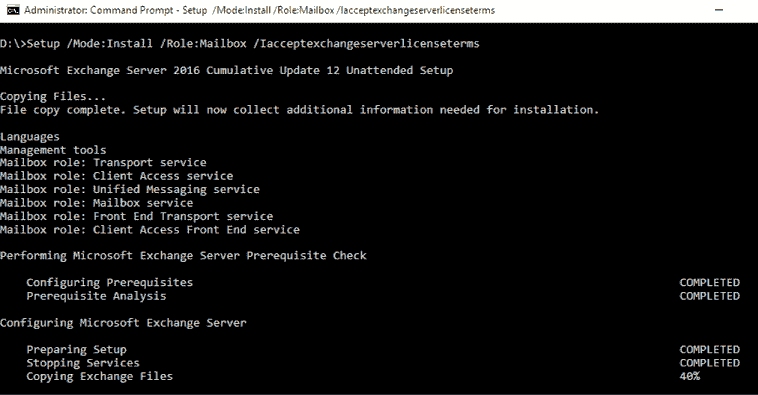 Administrator: Command Prompt - Setup /Mode:Install /Role:Mailbox /Iacceptexchangeserverlicenseterms
D:\>Setup /Mode:Install /Role:Mailbox /Iacceptexchangeserverlicenseterms
Microsoft Exchange Server 2016 Cumulative Update 12 Unattended Setup
Copying Files...
File copy complete. Setup will now collect additional information needed for installation.
Languages
Management tools
Mailbox role: Transport service
Mailbox role: Client Access service
Mailbox role: Unified Messaging service
Mailbox role: Mailbox service
Mailbox role: Front End Transport service
Mailbox role: Client Access Front End service
Performing Microsoft Exchange Server Prerequisite Check
Configuring Prerequisites COMPLETED
Prerequisite Analysis COMPLETED
Configuring Microsoft Exchange Server
Preparing Setup COMPLETED
Stopping Services COMPLETED
Copying Exchange Files 40%